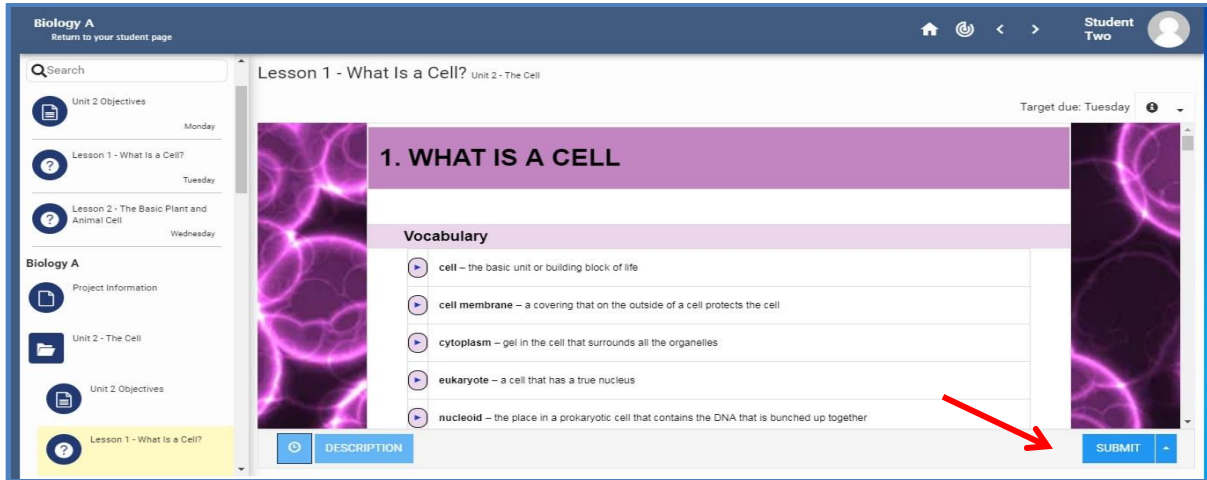 Biology A
Return to your student page
Student
Two
Search
Unit 2 Objectives
Monday
Lesson 1 - What Is a Cell?
Tuesday
Lesson 2 - The Basic Plant and
Animal Cell
Wednesday
Biology A
Project Information
Unit 2 - The Cell
Unit 2 Objectives
Lesson 1 - What Is a Cell?
Lesson 1 - What Is a Cell? Unit 2 - The Cell
Target due: Tuesday
1. WHAT IS A CELL
Vocabulary
cell – the basic unit or building block of life
cell membrane – a covering that on the outside of a cell protects the cell
cytoplasm – gel in the cell that surrounds all the organelles
eukaryote – a cell that has a true nucleus
nucleoid – the place in a prokaryotic cell that contains the DNA that is bunched up together
DESCRIPTION
SUBMIT